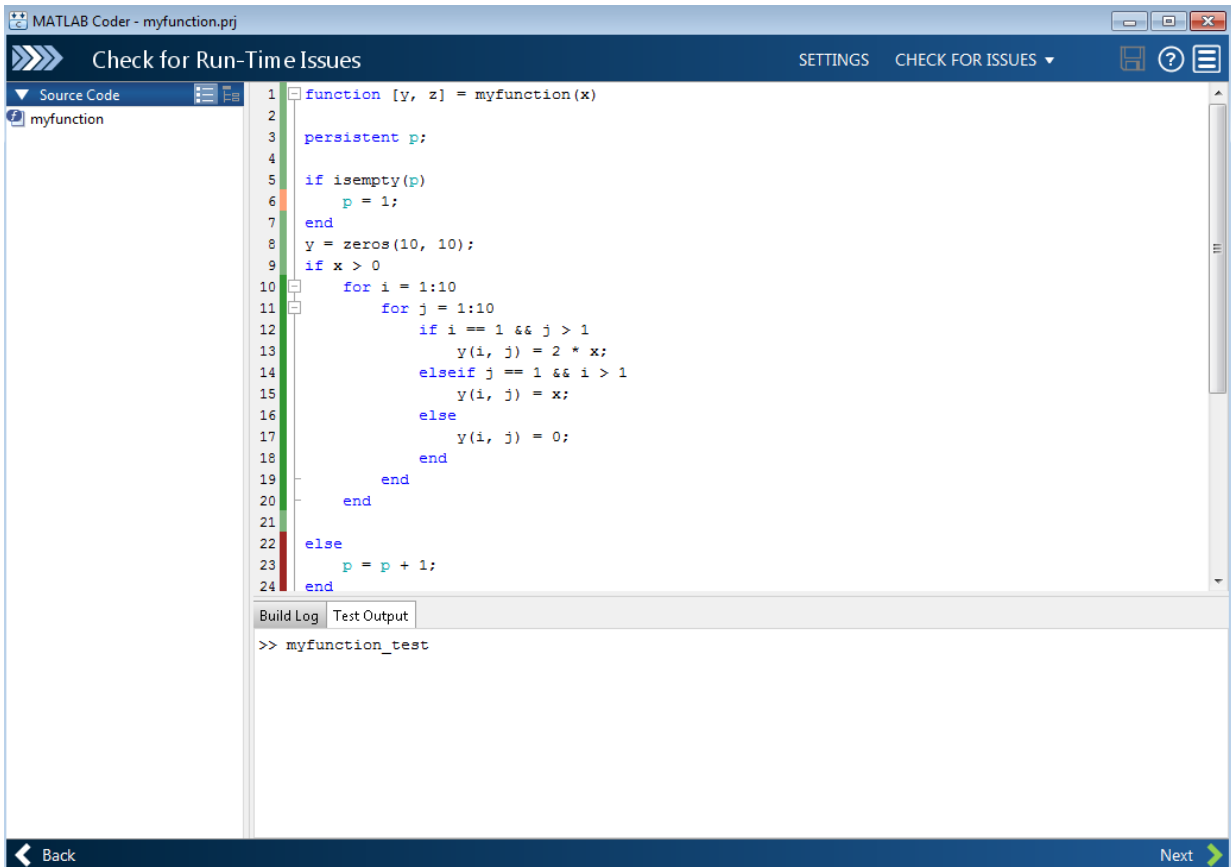 MATLAB Coder - myfunction.prj
Check for Run-Time Issues
SETTINGS
CHECK FOR ISSUES
Source Code
myfunction
1 function [y, z] = myfunction(x)
2
3 persistent p;
4
5 if isempty(p)
6     p = 1;
7 end
8 y = zeros(10, 10);
9 if x > 0
10     for i = 1:10
11         for j = 1:10
12             if i == 1 && j > 1
13                 y(i, j) = 2 * x;
14             elseif j == 1 && i > 1
15                 y(i, j) = x;
16             else
17                 y(i, j) = 0;
18             end
19         end
20     end
21
22 else
23     p = p + 1;
24 end
Build Log
Test Output
>> myfunction_test
Back
Next